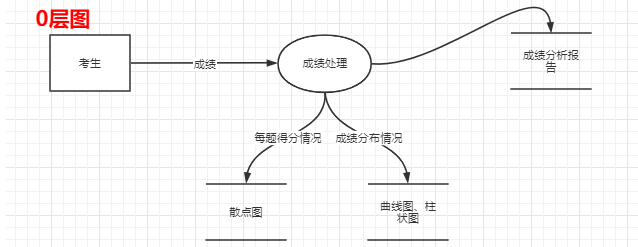 0层图
考生
成绩
成绩处理
成绩分析报
告
每题得分情况
成绩分布情况
散点图
曲线图、柱
状图